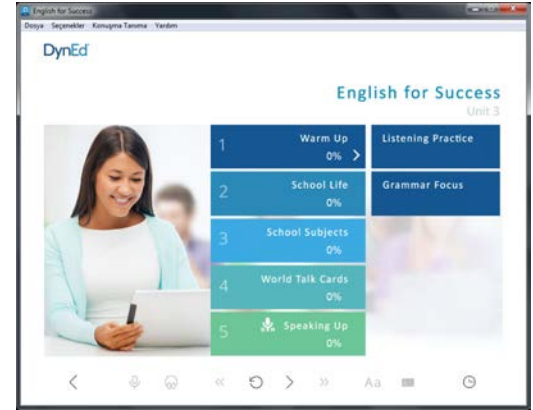 English for Success
Dosya Seçenekler Konuşma Tanıma Yardım
DynEd
English for Success
Unit 3
1 Warm Up
0%
2 School Life
0%
3 School Subjects
0%
4 World Talk Cards
0%
5 Speaking Up
0%
Listening Practice
Grammar Focus
Aa